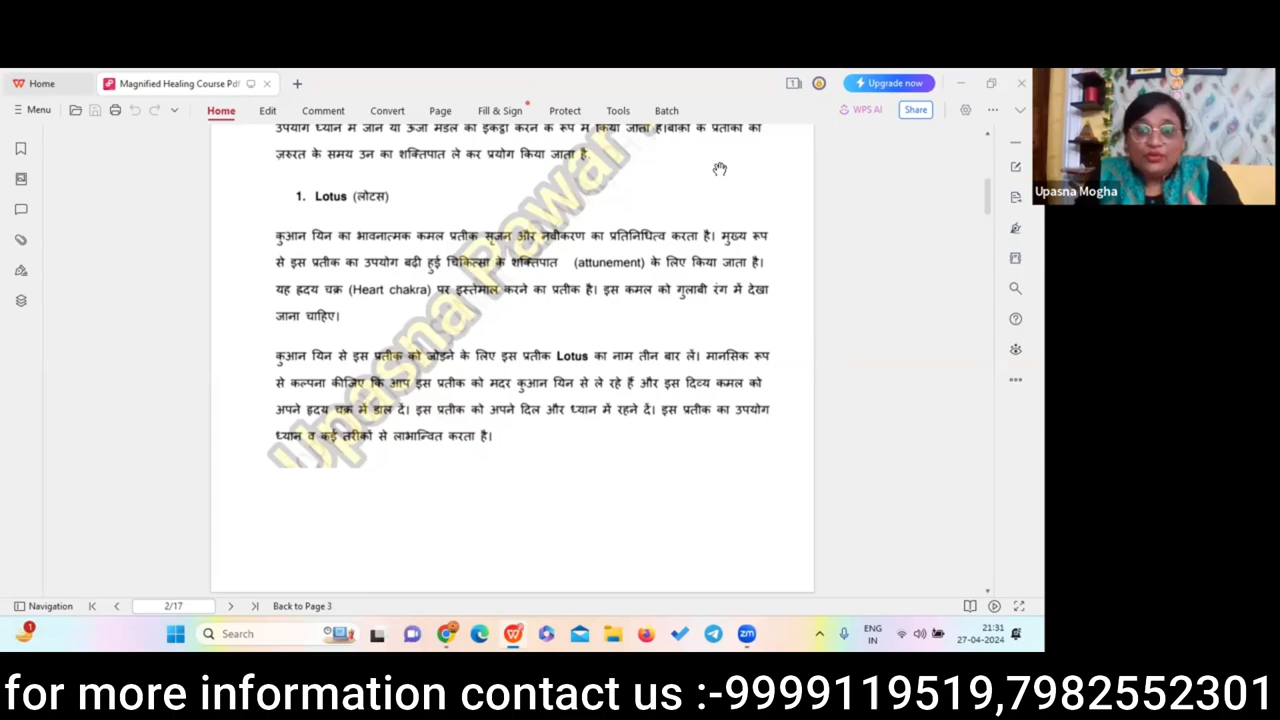 Home
Magnified Healing Course Pdf
Upgrade now
Menu
Home Edit Comment Convert Page Fill & Sign Protect Tools Batch
WPS AI
Share
उपयोग ध्यान में जाने या ऊर्जा मंडल को इकट्ठा करने के रूप में किया जाता है।बाकी के प्रतीकों को
ज़रुरत के समय उन का शक्तिपात ले कर प्रयोग किया जाता है
Upasna Mogha
1. Lotus (लोटस)
कुआन यिन का भावनात्मक कमल प्रतीक सृजन और नवीकरण का प्रतिनिधित्व करता है। मुख्य रूप
से इस प्रतीक का उपयोग बढ़ी हुई चिकित्सा के शक्तिपात (attunement) के लिए किया जाता है।
यह ह्रदय चक्र (Heart chakra) पर इस्तेमाल करने का प्रतीक है। इस कमल को गुलाबी रंग में देखा
जाना चाहिए।
कुआन यिन से इस प्रतीक को जोड़ने के लिए इस प्रतीक Lotus का नाम तीन बार लें। मानसिक रूप
से कल्पना कीजिए कि आप इस प्रतीक को मदर कुआन यिन से ले रहे हैं और इस दिव्य कमल को
अपने ह्रदय चक्र में डाल दें। इस प्रतीक को अपने दिल और ध्यान में रहने दें। इस प्रतीक का उपयोग
ध्यान व कई तरीकों से लाभान्वित करता है।
Upasna Pawar
Navigation
2/17
Back to Page 3
Search
ENG
IN
21:31
27-04-2024
for more information contact us :-9999119519,7982552301